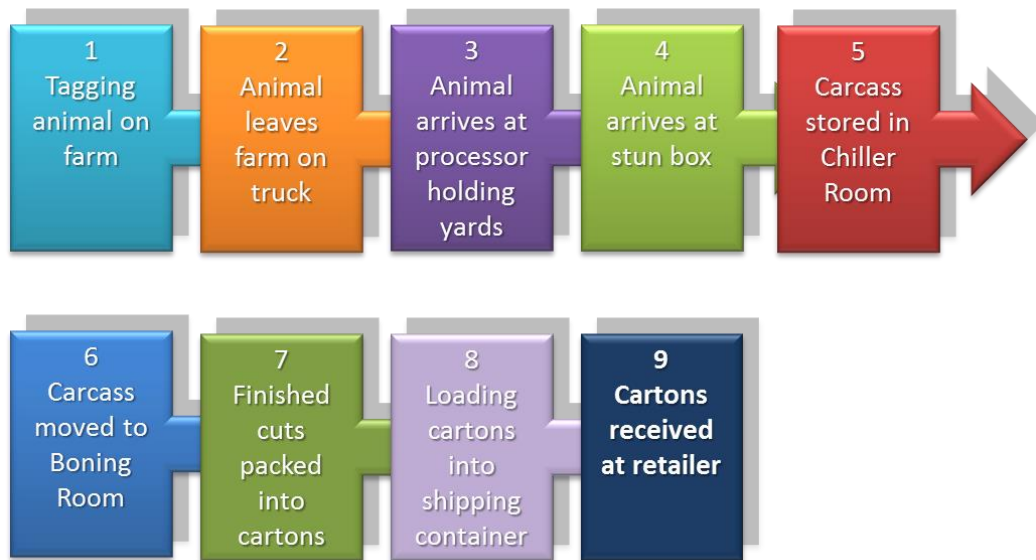 1
Tagging
animal on
farm
2
Animal
leaves
farm on
truck
3
Animal
arrives at
processor
holding
yards
4
Animal
arrives at
stun box
5
Carcass
stored in
Chiller
Room
6
Carcass
moved to
Boning
Room
7
Finished
cuts
packed
into
cartons
8
Loading
cartons
into
shipping
container
9
Cartons
received
at retailer